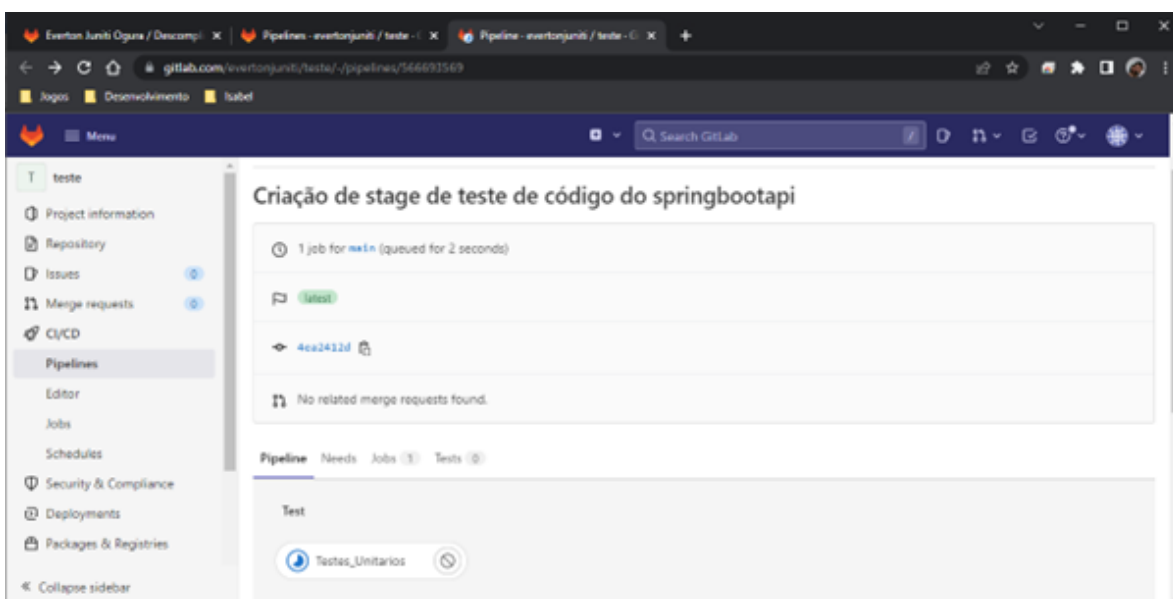 Everton Juniti Ogura / Descompl
Pipelines · evertonjuniti / teste · G
Pipeline · evertonjuniti / teste · Gi
gitlab.com/evertonjuniti/teste/-/pipelines/566693569
Jogos Desenvolvimento Isabel
Menu
Search GitLab /
T teste
Project information
Repository
Issues 0
Merge requests 0
CI/CD
Pipelines
Editor
Jobs
Schedules
Security & Compliance
Deployments
Packages & Registries
Collapse sidebar
Criação de stage de teste de código do springbootapi
1 job for main (queued for 2 seconds)
latest
4ea2412d
No related merge requests found.
Pipeline Needs Jobs 1 Tests 0
Test
Testes_Unitarios